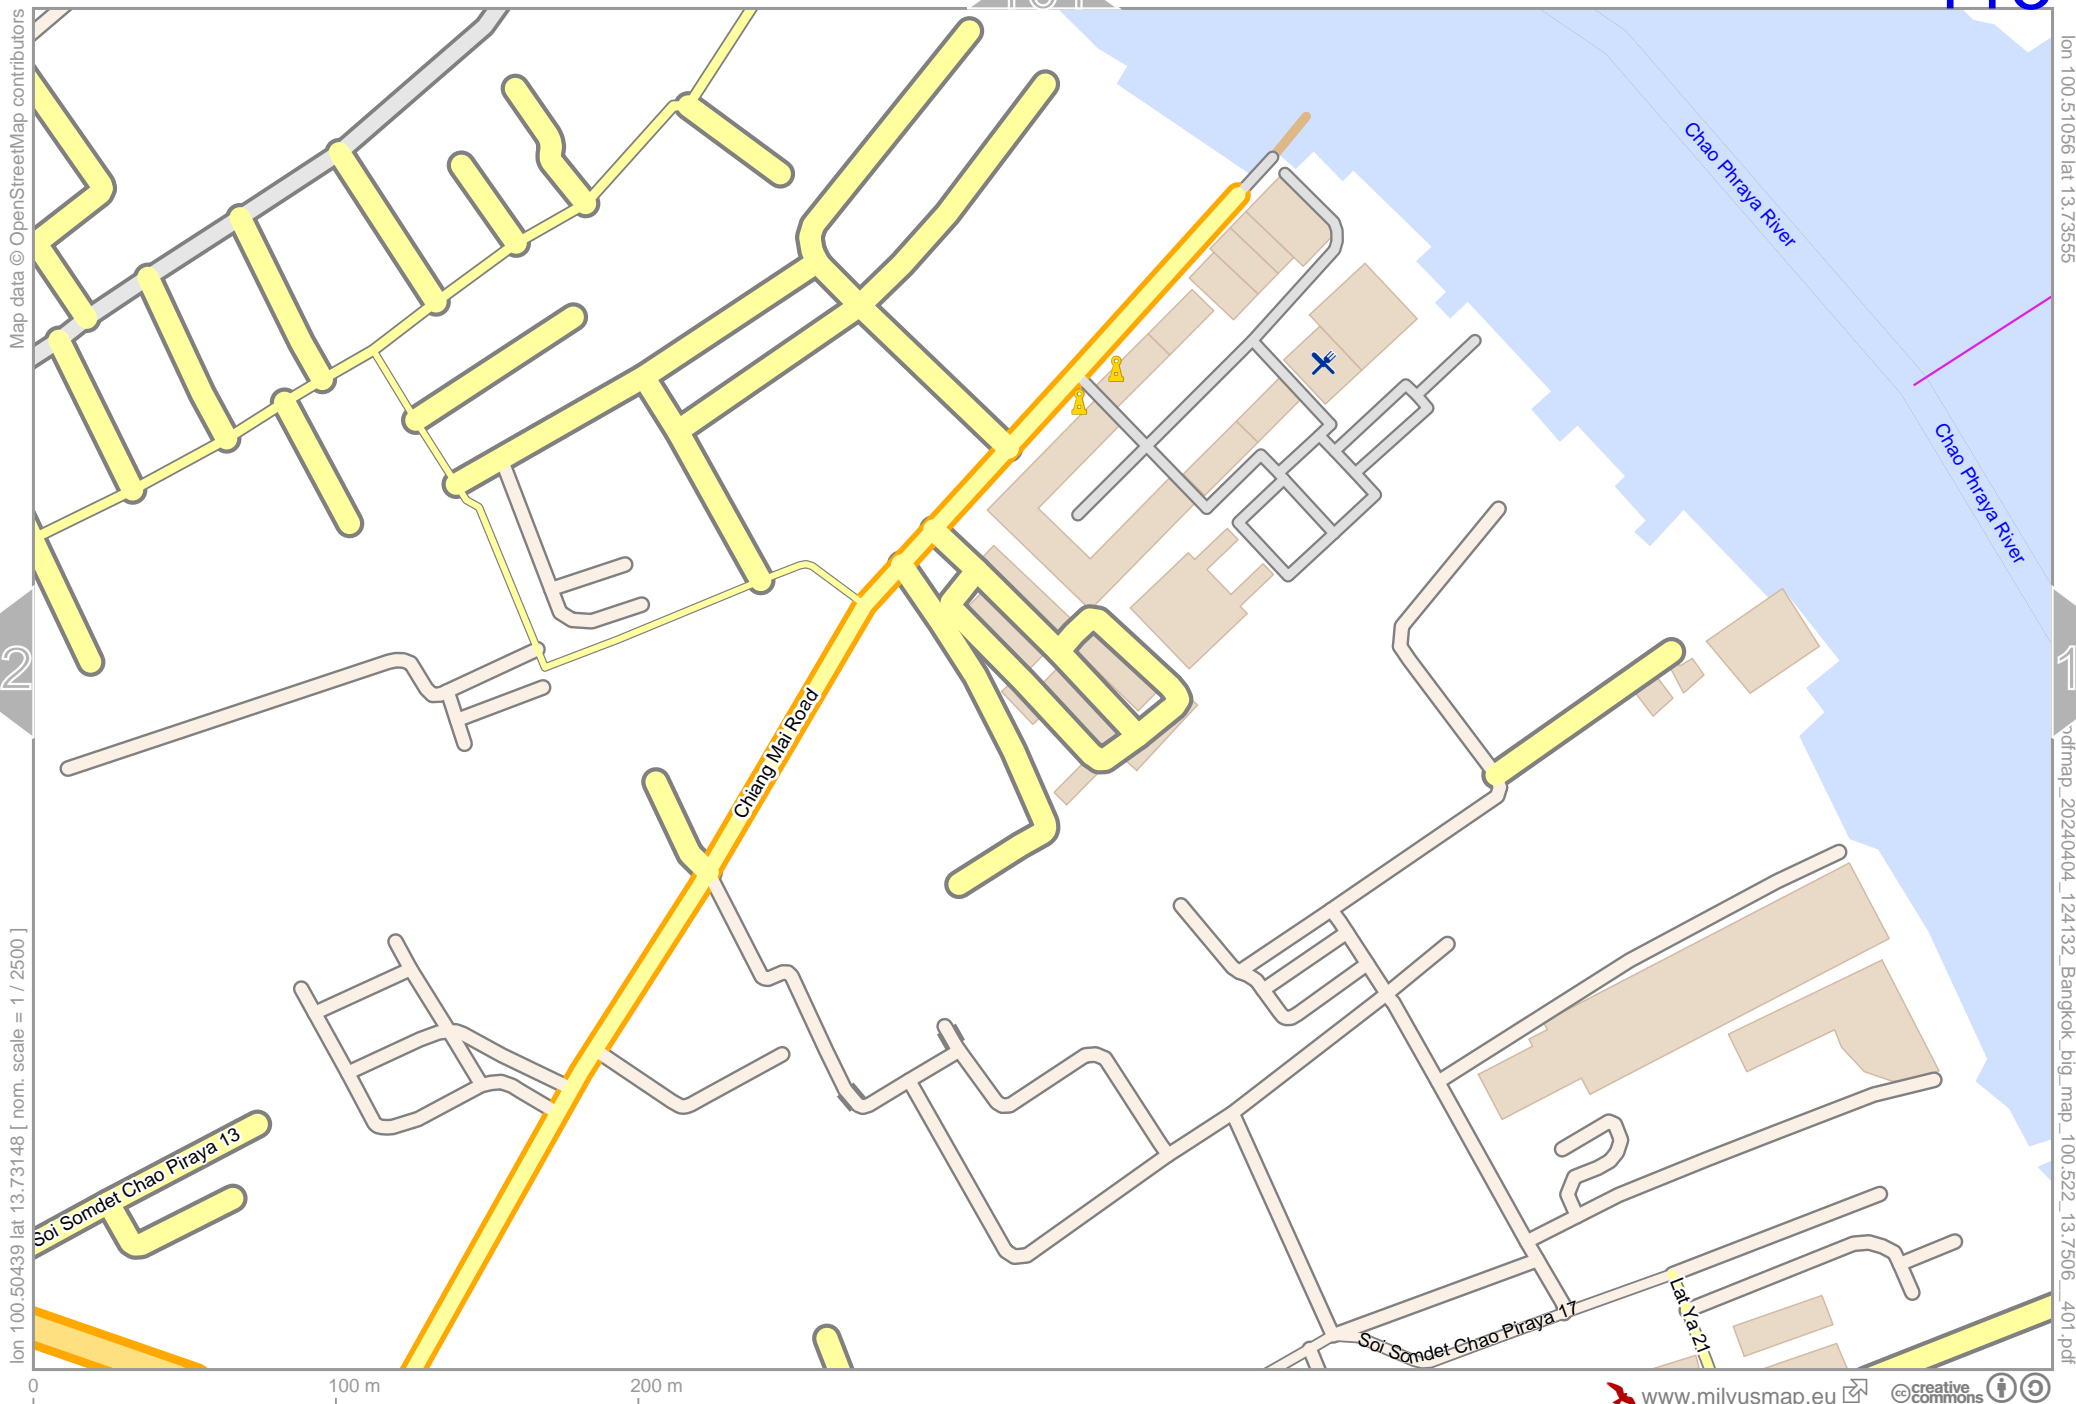 Map data © OpenStreetMap contributors
lon 100.51056 lat 13.73555
Chao Phraya River
Chao Phraya River
2
1
Chiang Mai Road
Soi Somdet Chao Piraya 13
Soi Somdet Chao Piraya 17
Lat Ya 21
lon 100.50439 lat 13.73148 [ nom. scale = 1 / 2500 ]
pdfmap_20240404_124132_Bangkok_big_map_100.522_13.7506__401.pdf
0
100 m
200 m
www.milvusmap.eu
cc creative commons